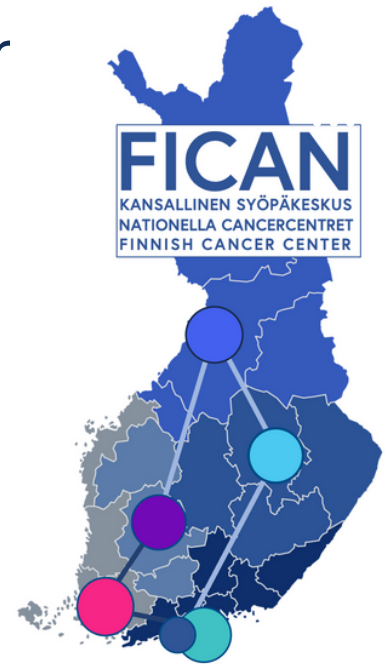 FICAN
KANSALLINEN SYÖPÄKESKUS
NATIONELLA CANCERCENTRET
FINNISH CANCER CENTER